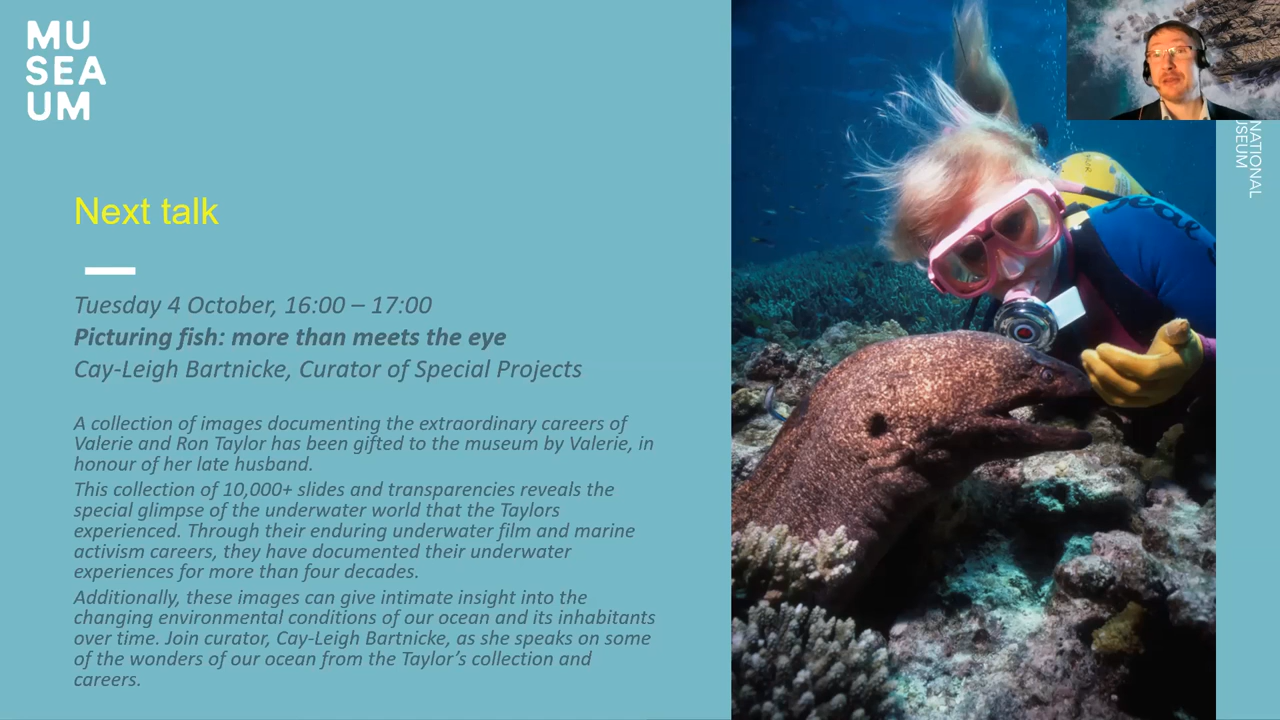 MU
SEA
UM
NATIONAL
Next talk
Tuesday 4 October, 16:00 – 17:00
Picturing fish: more than meets the eye
Cay-Leigh Bartnicke, Curator of Special Projects
A collection of images documenting the extraordinary careers of
Valerie and Ron Taylor has been gifted to the museum by Valerie, in
honour of her late husband.
This collection of 10,000+ slides and transparencies reveals the
special glimpse of the underwater world that the Taylors
experienced. Through their enduring underwater film and marine
activism careers, they have documented their underwater
experiences for more than four decades.
Additionally, these images can give intimate insight into the
changing environmental conditions of our ocean and its inhabitants
over time. Join curator, Cay-Leigh Bartnicke, as she speaks on some
of the wonders of our ocean from the Taylor’s collection and
careers.